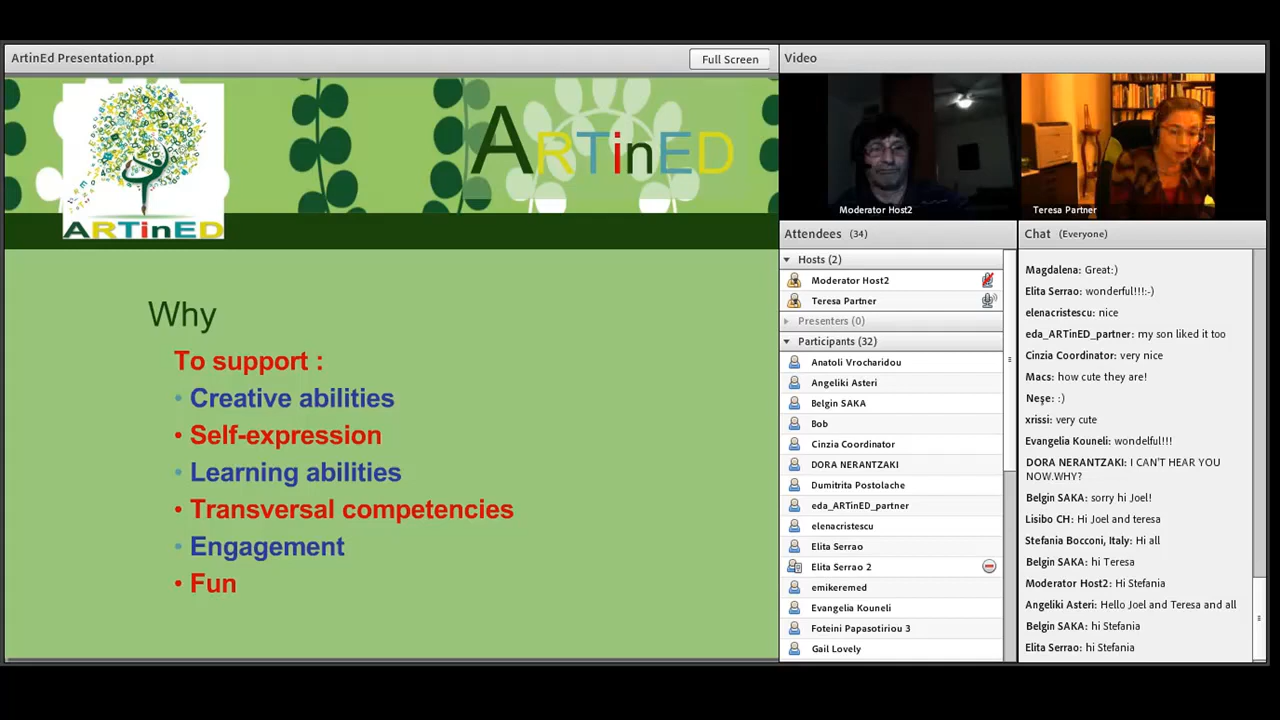 ArtinEd Presentation.ppt
Full Screen
ARTinED
ARTinED
Why
To support :
• Creative abilities
• Self-expression
• Learning abilities
• Transversal competencies
• Engagement
• Fun
Video
Moderator Host2
Teresa Partner
Attendees (34)
Hosts (2)
Moderator Host2
Teresa Partner
Presenters (0)
Participants (32)
Anatoli Vrocharidou
Angeliki Asteri
Belgin SAKA
Bob
Cinzia Coordinator
DORA NERANTZAKI
Dumitrita Postolache
eda_ARTinED_partner
elenacristescu
Elita Serrao
Elita Serrao 2
emikeremed
Evangelia Kouneli
Foteini Papasotiriou 3
Gail Lovely
Chat (Everyone)
Magdalena: Great:)
Elita Serrao: wonderful!!!:-)
elenacristescu: nice
eda_ARTinED_partner: my son liked it too
Cinzia Coordinator: very nice
Macs: how cute they are!
Neşe: :)
xrissi: very cute
Evangelia Kouneli: wondelful!!!
DORA NERANTZAKI: I CAN'T HEAR YOU
NOW.WHY?
Belgin SAKA: sorry hi Joel!
Lisibo CH: Hi Joel and teresa
Stefania Bocconi, Italy: Hi all
Belgin SAKA: hi Teresa
Moderator Host2: Hi Stefania
Angeliki Asteri: Hello Joel and Teresa and all
Belgin SAKA: hi Stefania
Elita Serrao: hi Stefania